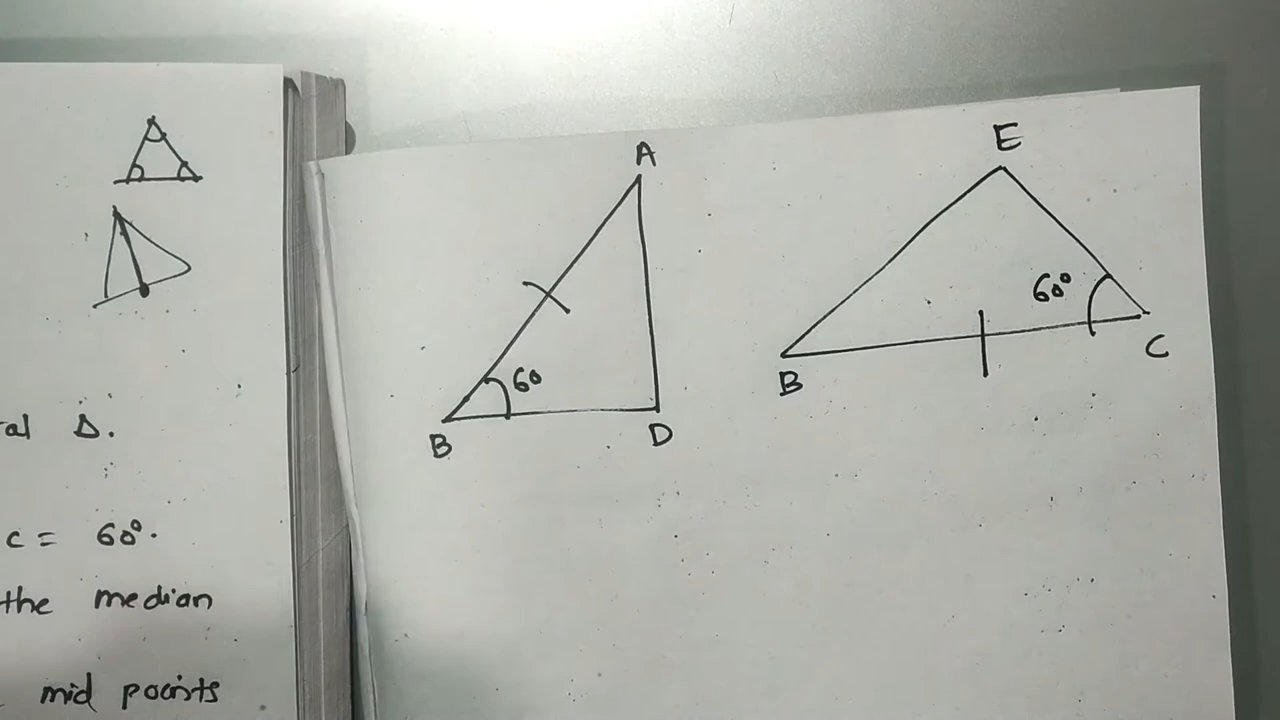 al Δ.
c = 60°.
the median
mid points
A
60
B
D
E
60°
B
C